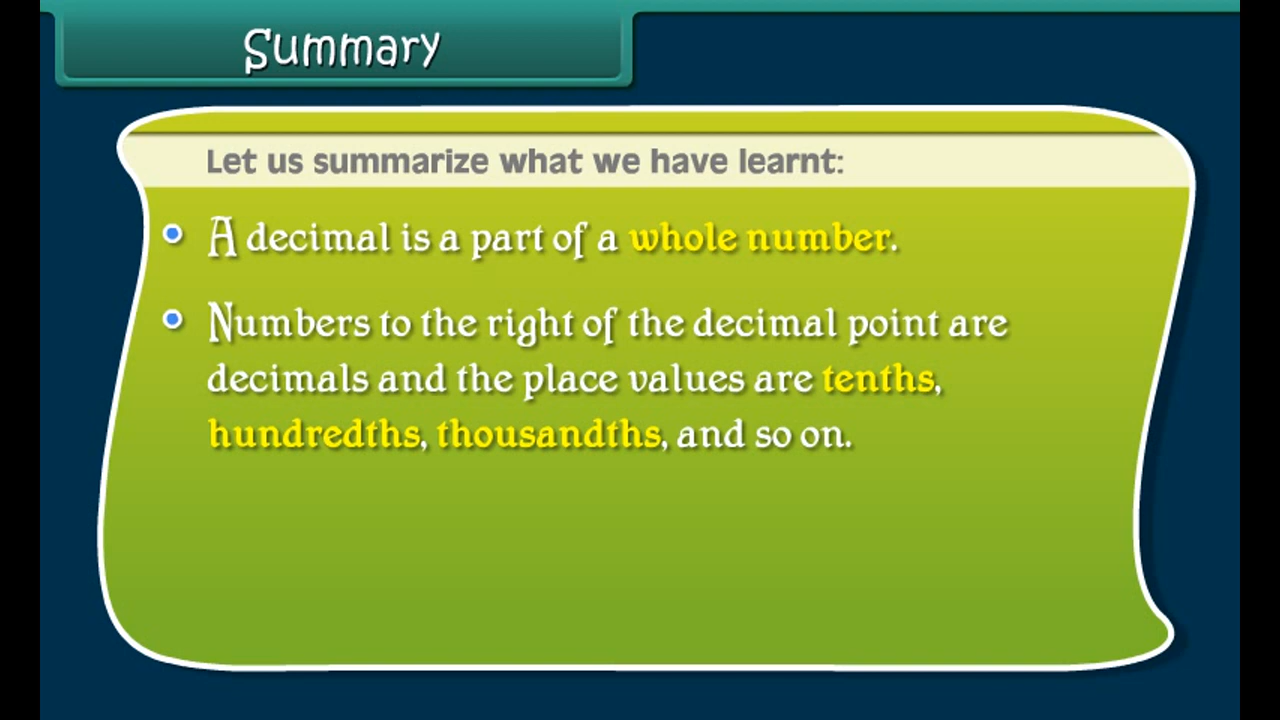 Summary
Let us summarize what we have learnt:
A decimal is a part of a whole number.
Numbers to the right of the decimal point are
decimals and the place values are tenths,
hundredths, thousandths, and so on.